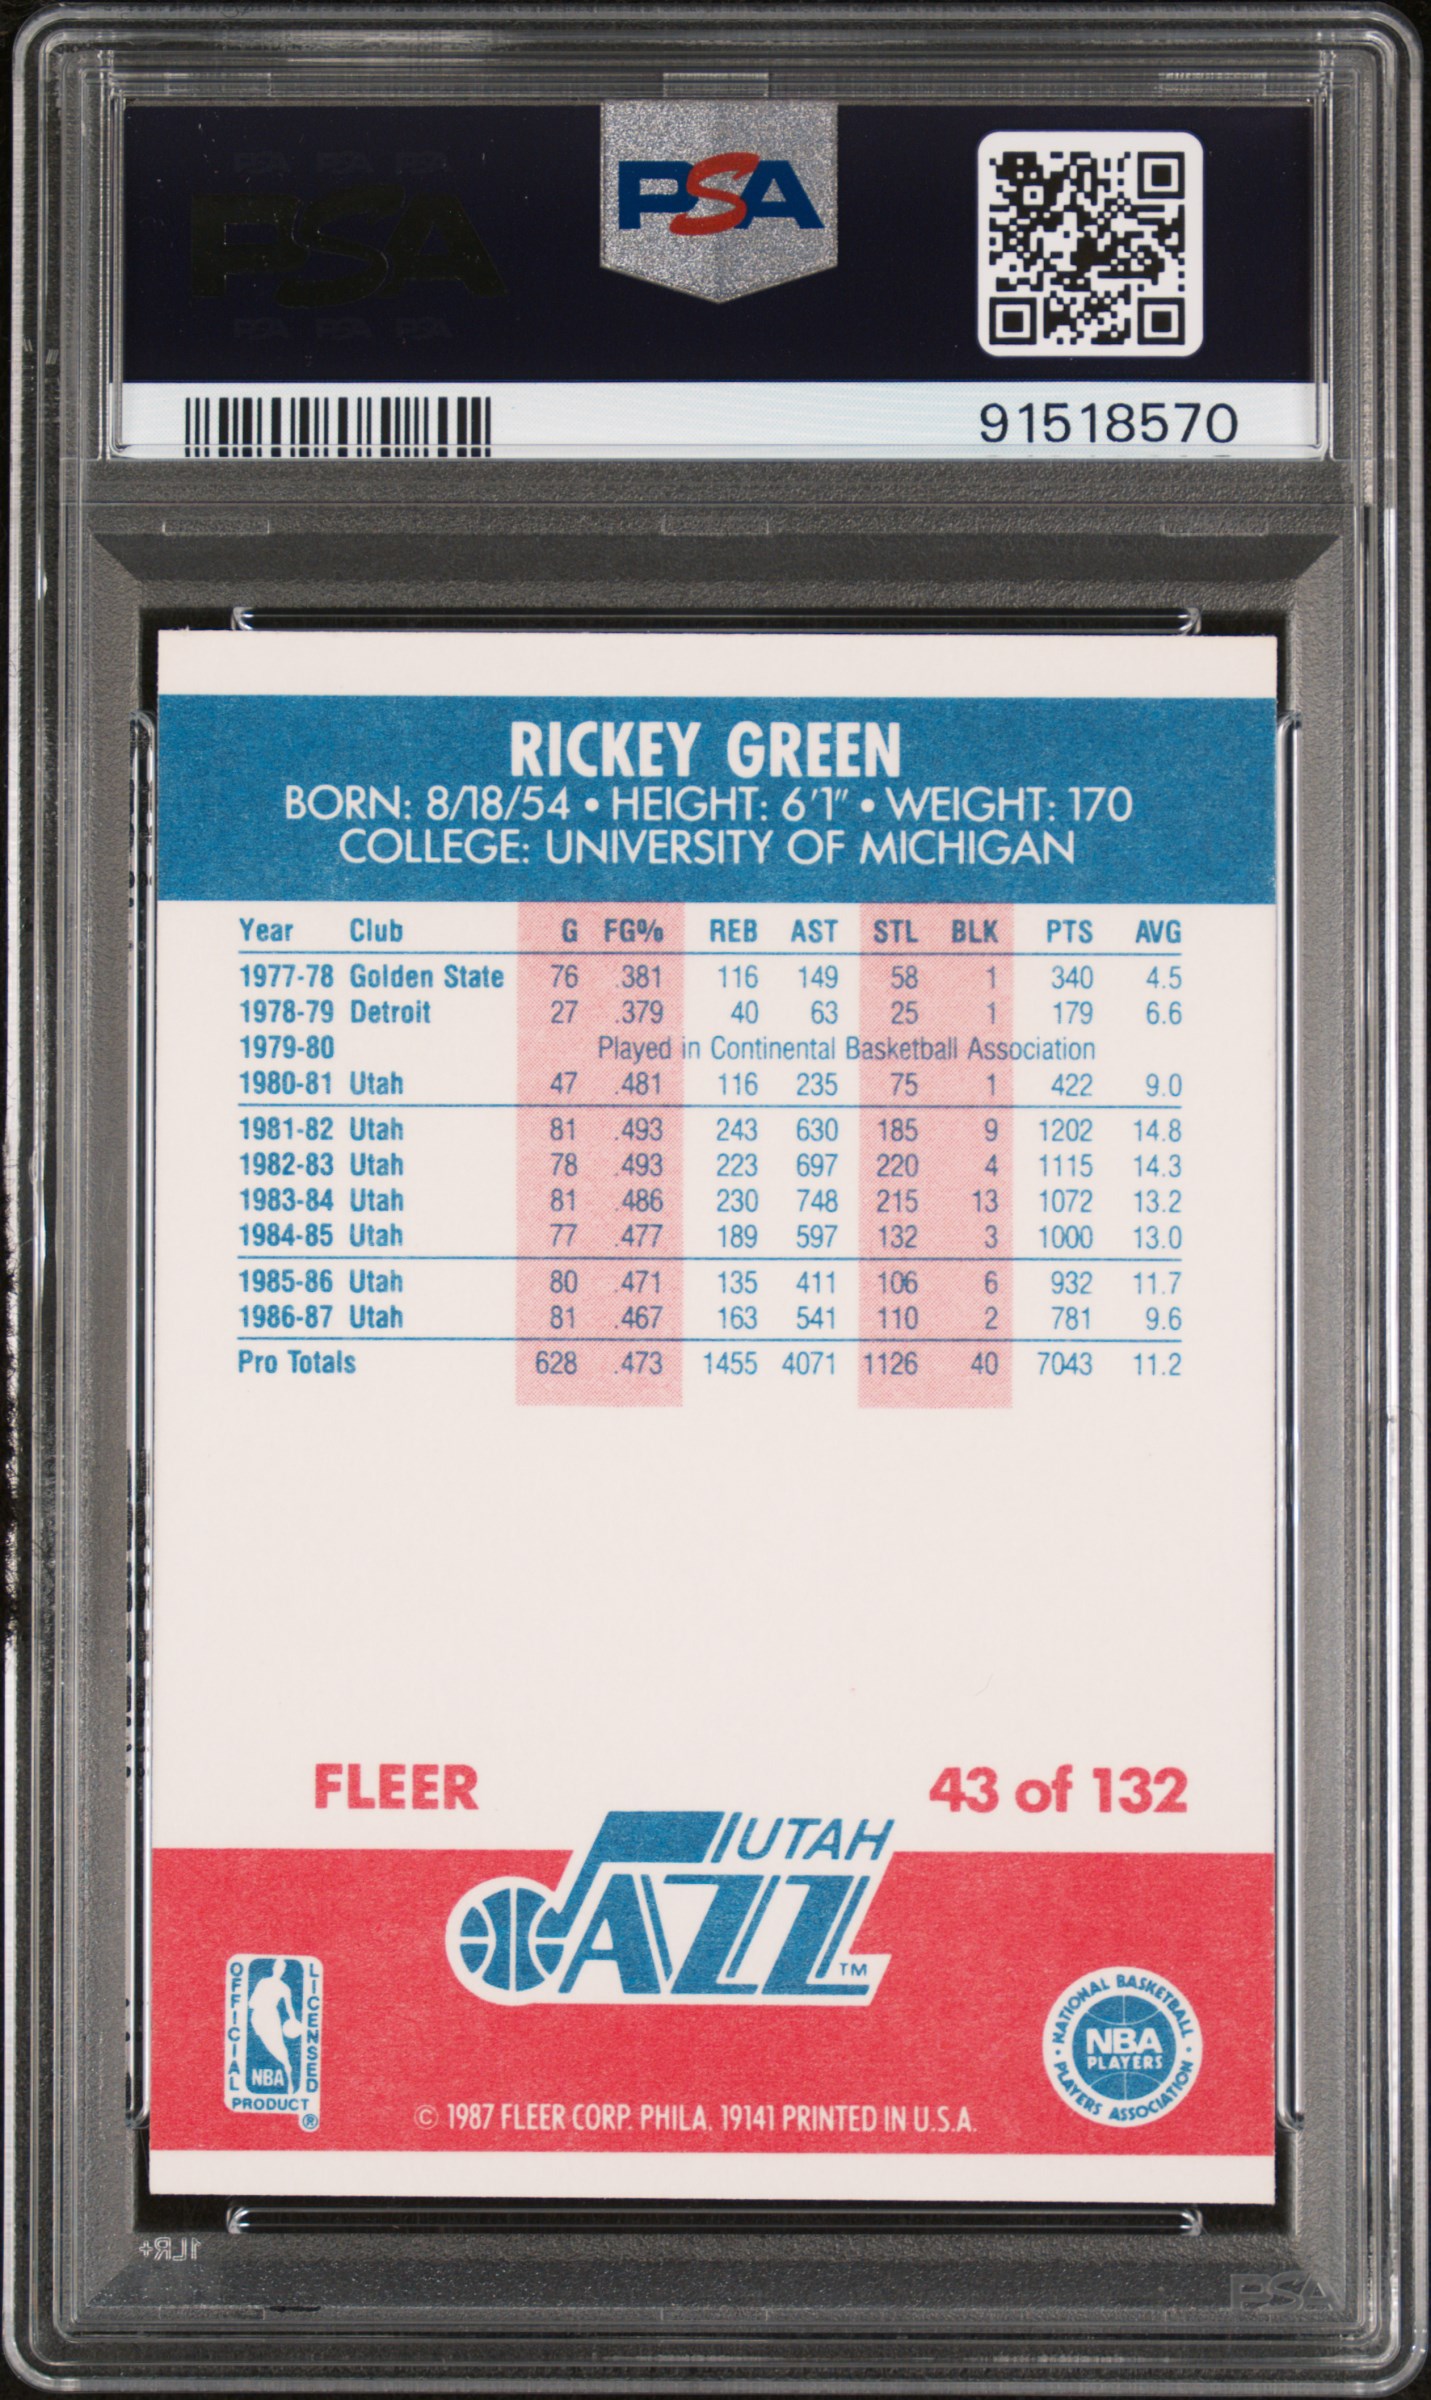 PSA
PSA
91518570
RICKEY GREEN
BORN: 8/18/54 • HEIGHT: 6'1" • WEIGHT: 170
COLLEGE: UNIVERSITY OF MICHIGAN
Year Club G FG% REB AST STL BLK PTS AVG
1977-78 Golden State 76 .381 116 149 58 1 340 4.5
1978-79 Detroit 27 .379 40 63 25 1 179 6.6
1979-80 Played in Continental Basketball Association
1980-81 Utah 47 .481 116 235 75 1 422 9.0
1981-82 Utah 81 .493 243 630 185 9 1202 14.8
1982-83 Utah 78 .493 223 697 220 4 1115 14.3
1983-84 Utah 81 .486 230 748 215 13 1072 13.2
1984-85 Utah 77 .477 189 597 132 3 1000 13.0
1985-86 Utah 80 .471 135 411 106 6 932 11.7
1986-87 Utah 81 .467 163 541 110 2 781 9.6
Pro Totals 628 .473 1455 4071 1126 40 7043 11.2
FLEER
43 of 132
UTAH
JAZZ TM
OFFICIAL LICENSED
NBA
PRODUCT ®
NATIONAL BASKETBALL
NBA
PLAYERS
PLAYERS ASSOCIATION
© 1987 FLEER CORP. PHILA. 19141 PRINTED IN U.S.A.
1LR+
PSA